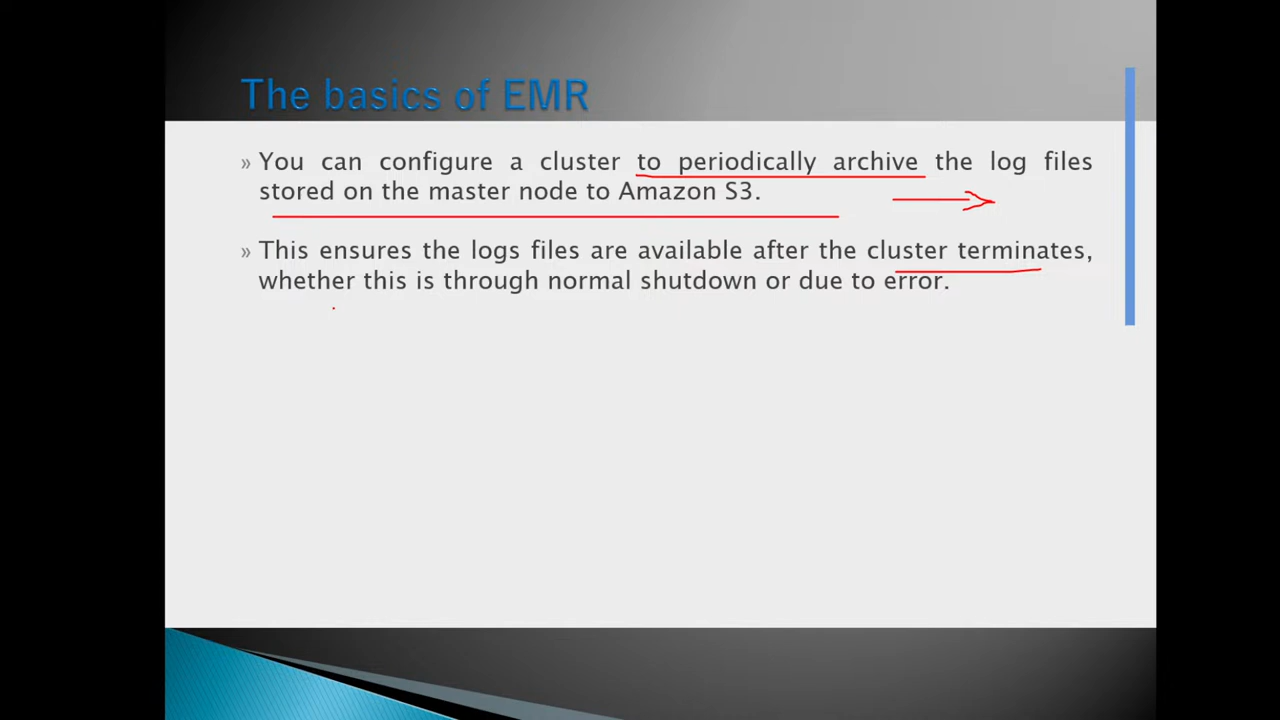 The basics of EMR
» You can configure a cluster to periodically archive the log files
stored on the master node to Amazon S3.
» This ensures the logs files are available after the cluster terminates,
whether this is through normal shutdown or due to error.